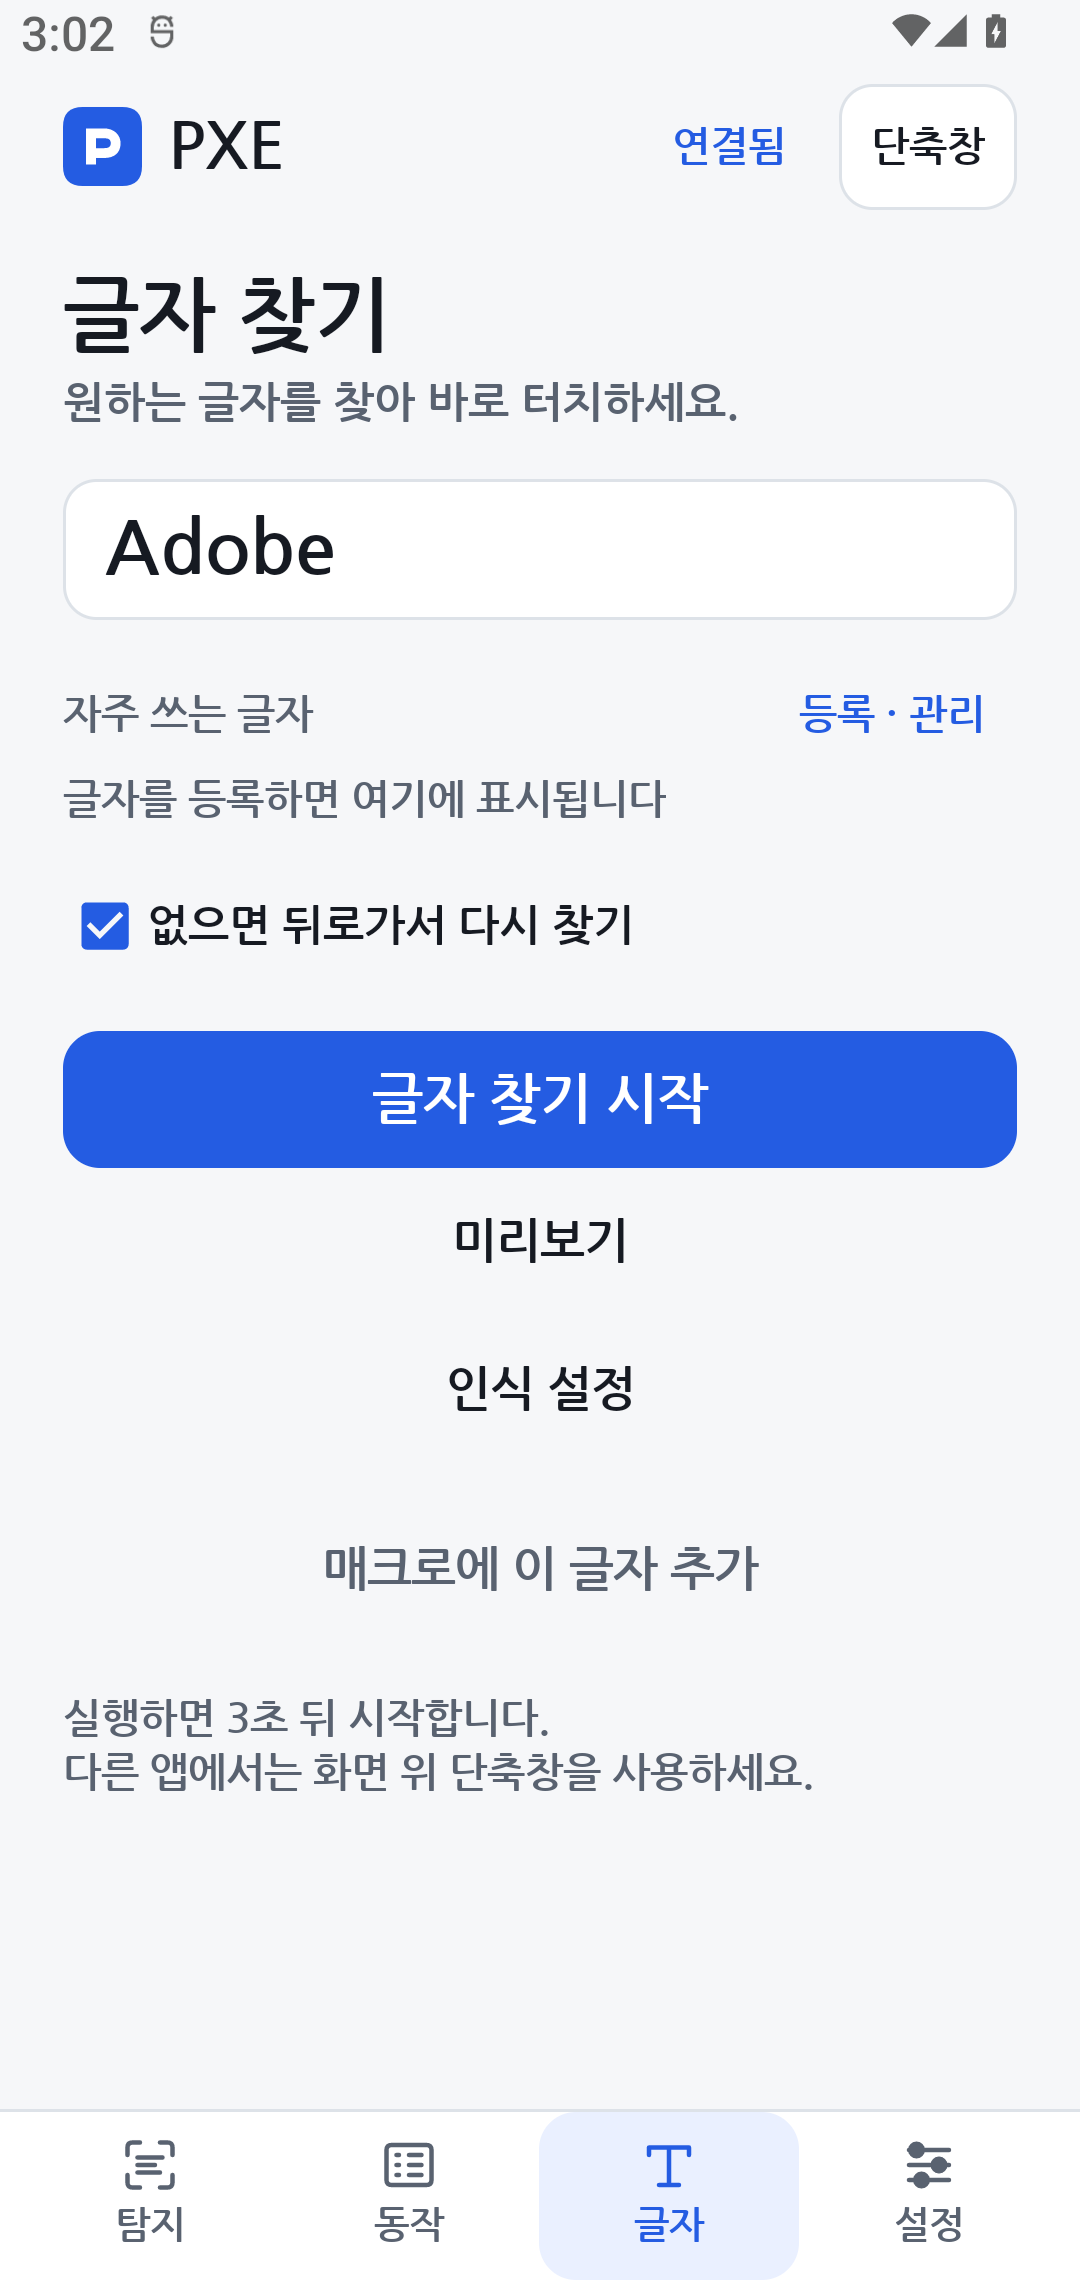 3:02
PXE
연결됨
단축창
글자 찾기
원하는 글자를 찾아 바로 터치하세요.
Adobe
자주 쓰는 글자
등록 · 관리
글자를 등록하면 여기에 표시됩니다
없으면 뒤로가서 다시 찾기
글자 찾기 시작
미리보기
인식 설정
매크로에 이 글자 추가
실행하면 3초 뒤 시작합니다.
다른 앱에서는 화면 위 단축창을 사용하세요.
탐지
동작
글자
설정